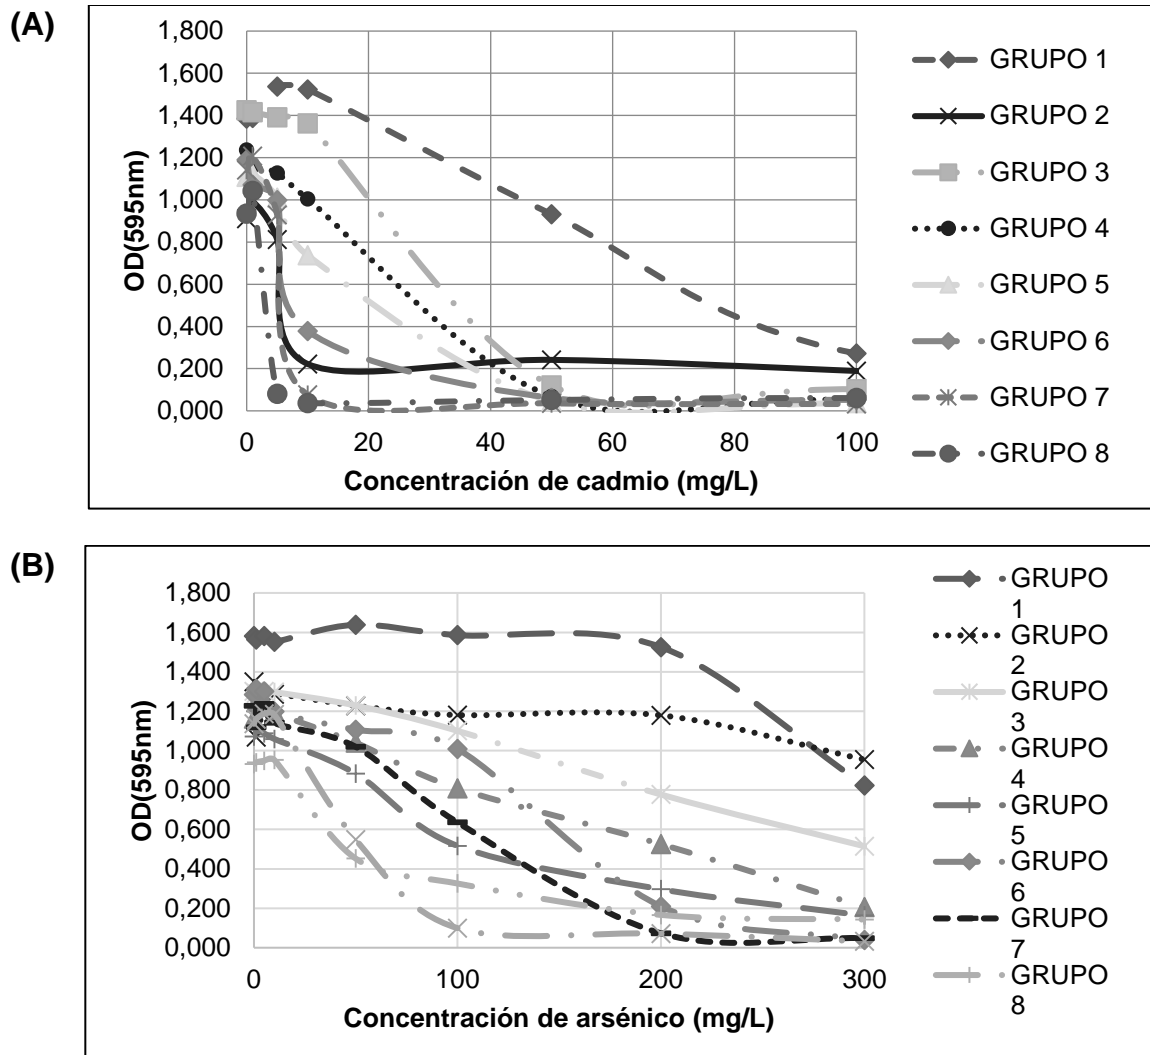 (A)
1,800
1,600
1,400
1,200
1,000
0,800
0,600
0,400
0,200
0,000
OD(595nm)
0 20 40 60 80 100
Concentración de cadmio (mg/L)
GRUPO 1
GRUPO 2
GRUPO 3
GRUPO 4
GRUPO 5
GRUPO 6
GRUPO 7
GRUPO 8
(B)
1,800
1,600
1,400
1,200
1,000
0,800
0,600
0,400
0,200
0,000
OD(595nm)
0 100 200 300
Concentración de arsénico (mg/L)
GRUPO
1
GRUPO
2
GRUPO
3
GRUPO
4
GRUPO
5
GRUPO
6
GRUPO
7
GRUPO
8